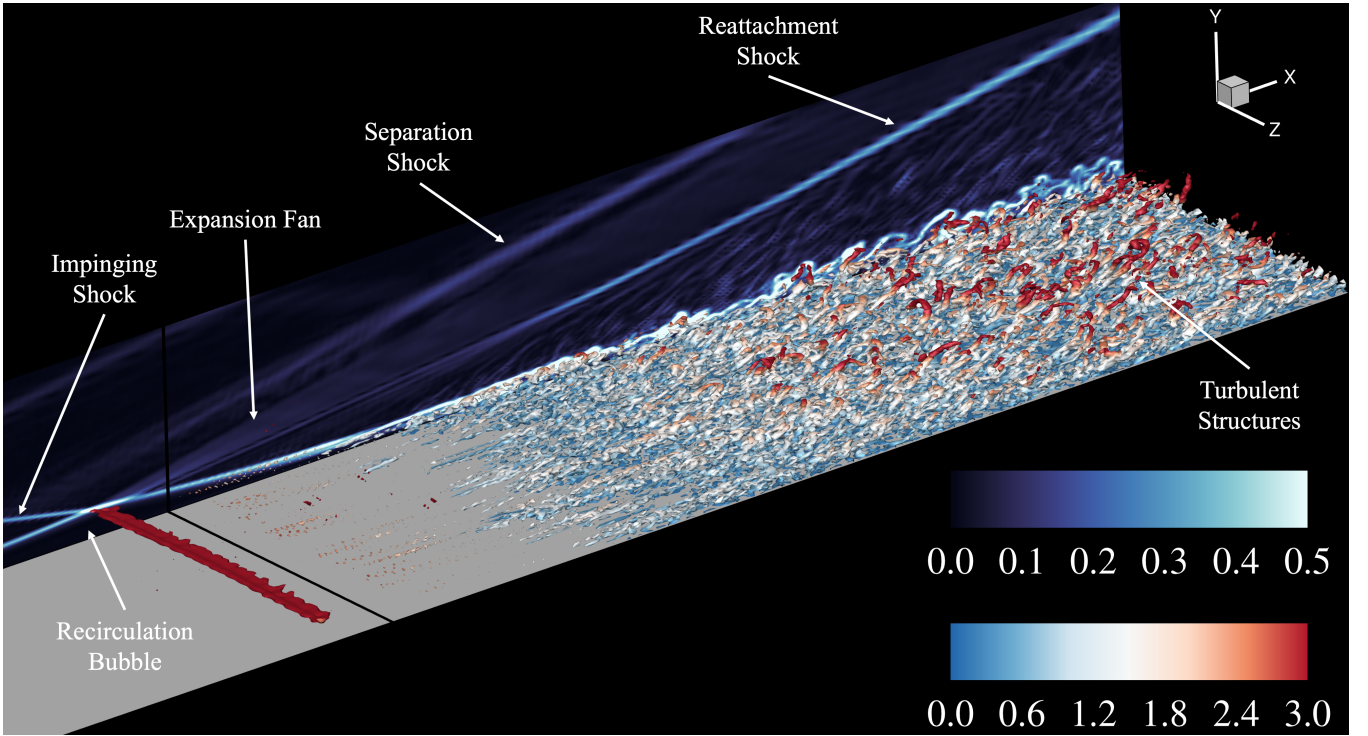 Reattachment
Shock
Y
X
Z
Separation
Shock
Expansion Fan
Impinging
Shock
Turbulent
Structures
0.0 0.1 0.2 0.3 0.4 0.5
Recirculation
Bubble
0.0 0.6 1.2 1.8 2.4 3.0